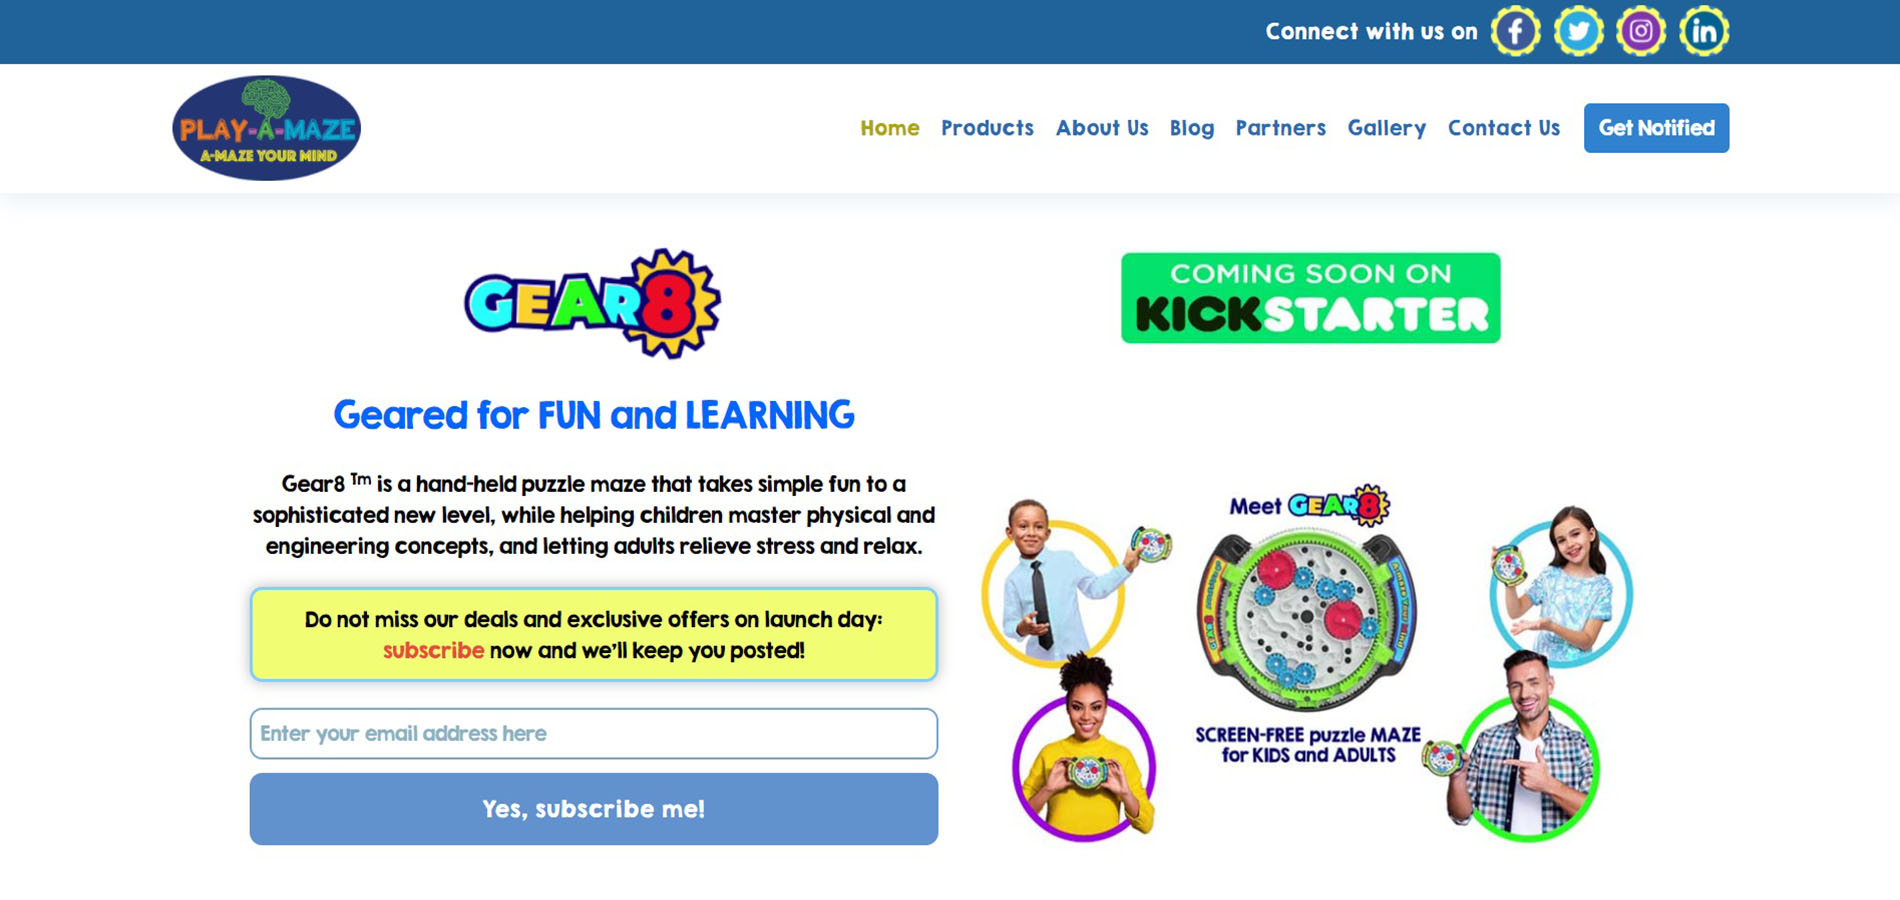 Connect with us on
PLAY-A-MAZE
A-MAZE YOUR MIND
Home Products About Us Blog Partners Gallery Contact Us Get Notified
GEAR8
COMING SOON ON
KICKSTARTER
Geared for FUN and LEARNING
Gear8 Tm is a hand-held puzzle maze that takes simple fun to a
sophisticated new level, while helping children master physical and
engineering concepts, and letting adults relieve stress and relax.
Do not miss our deals and exclusive offers on launch day:
subscribe now and we'll keep you posted!
Enter your email address here
Yes, subscribe me!
Meet GEAR8
SCREEN-FREE puzzle MAZE
for KIDS and ADULTS